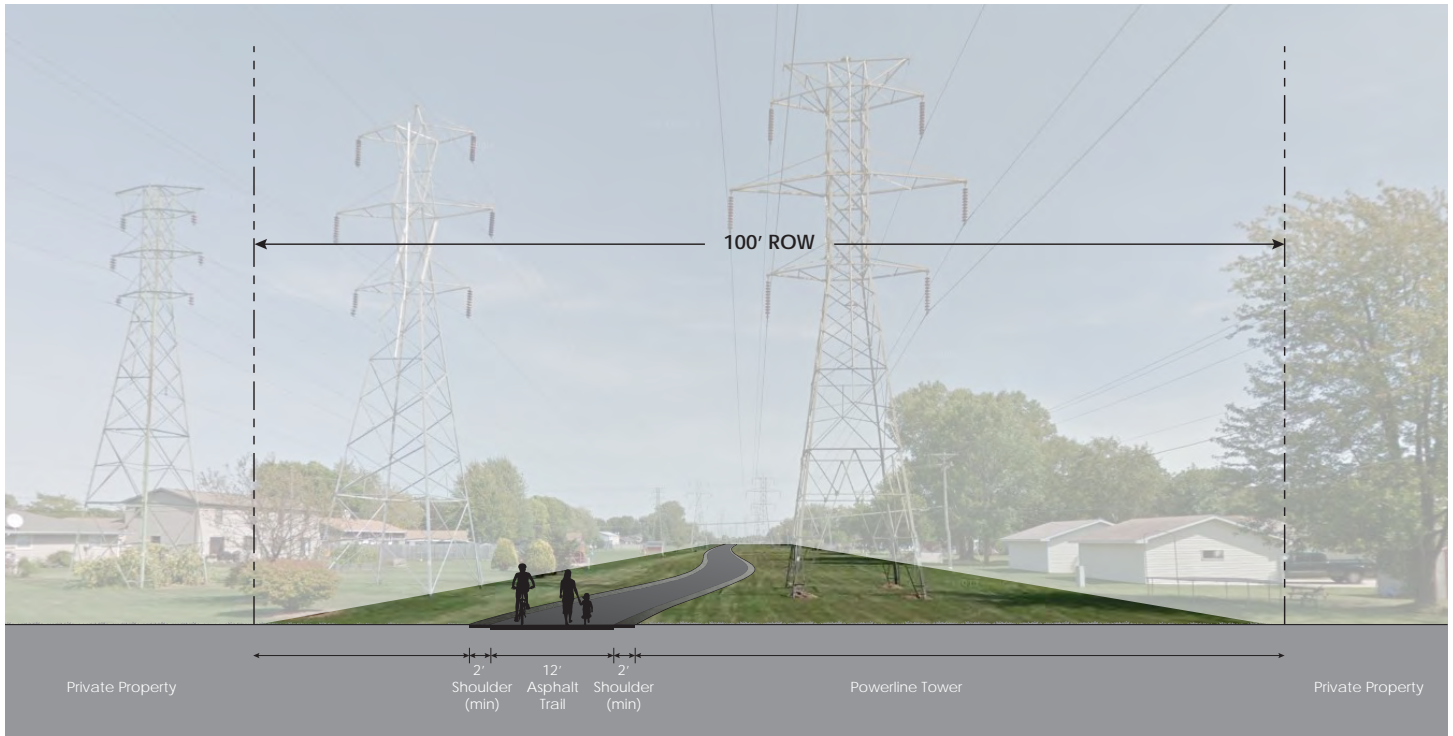 100' ROW
Private Property
2'
Shoulder
(min)
12'
Asphalt
Trail
2'
Shoulder
(min)
Powerline Tower
Private Property